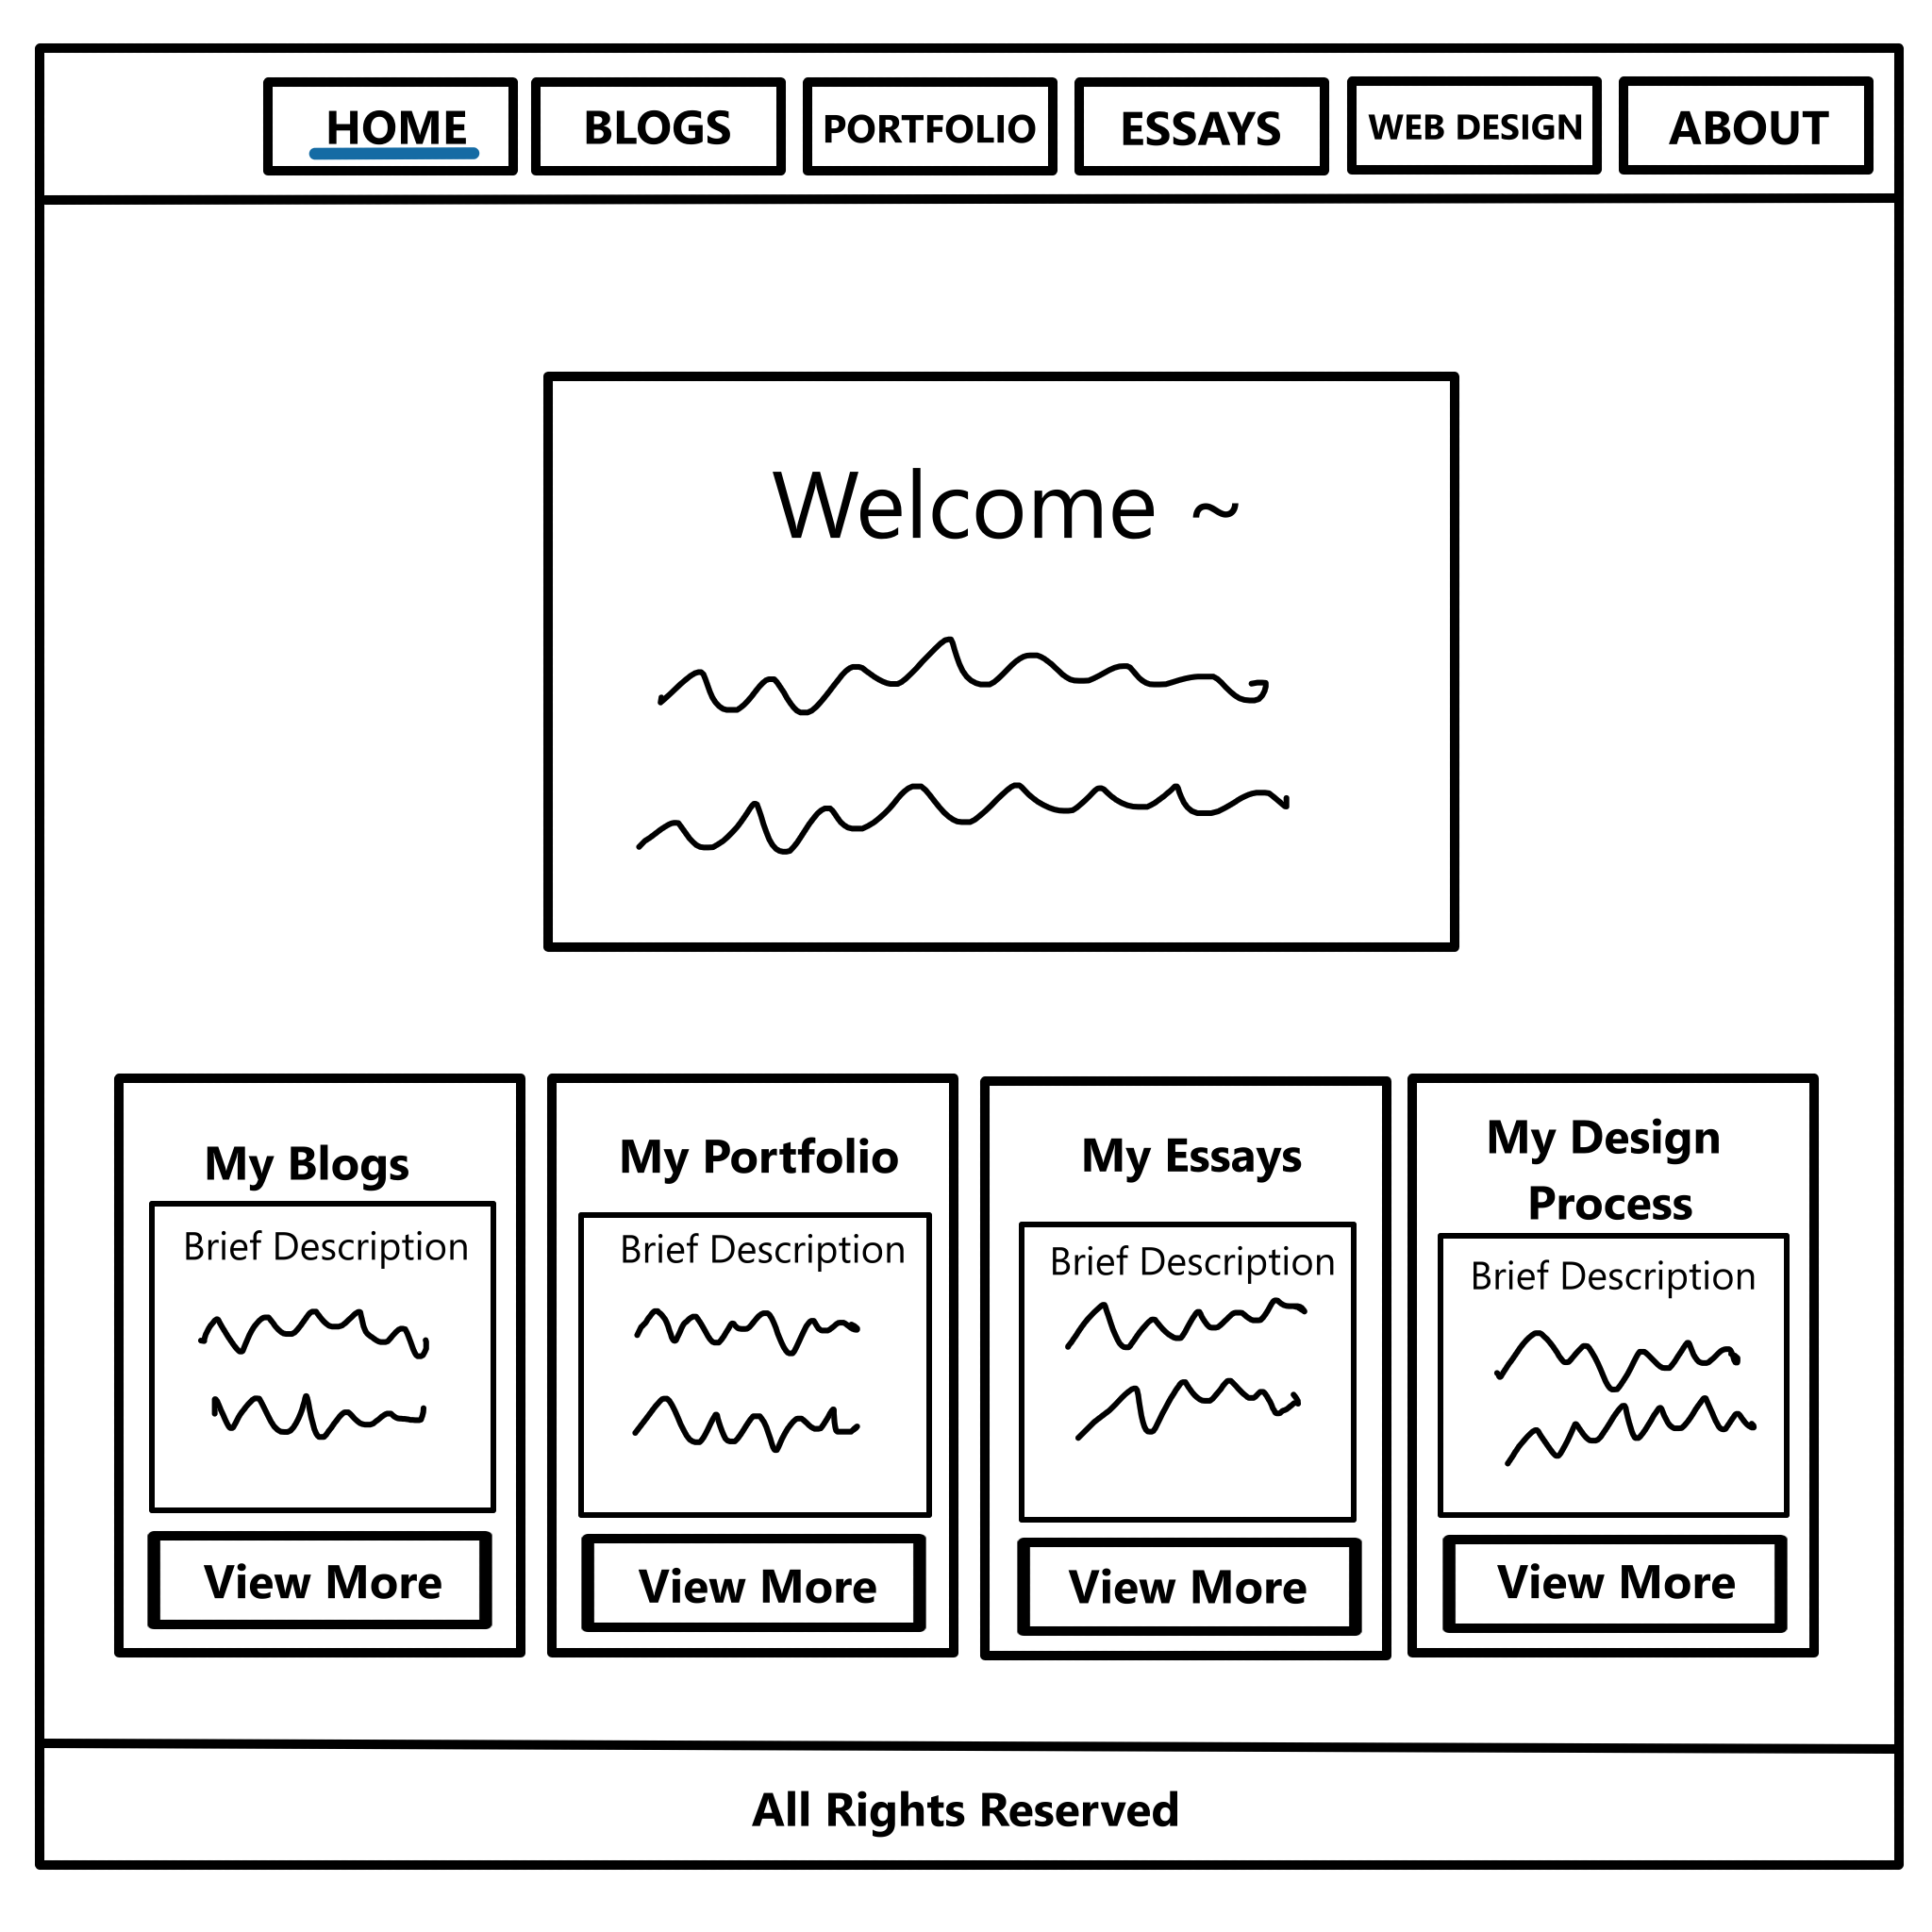 HOME
BLOGS
PORTFOLIO
ESSAYS
WEB DESIGN
ABOUT
Welcome ~
My Blogs
Brief Description
View More
My Portfolio
Brief Description
View More
My Essays
Brief Description
View More
My Design
Process
Brief Description
View More
All Rights Reserved